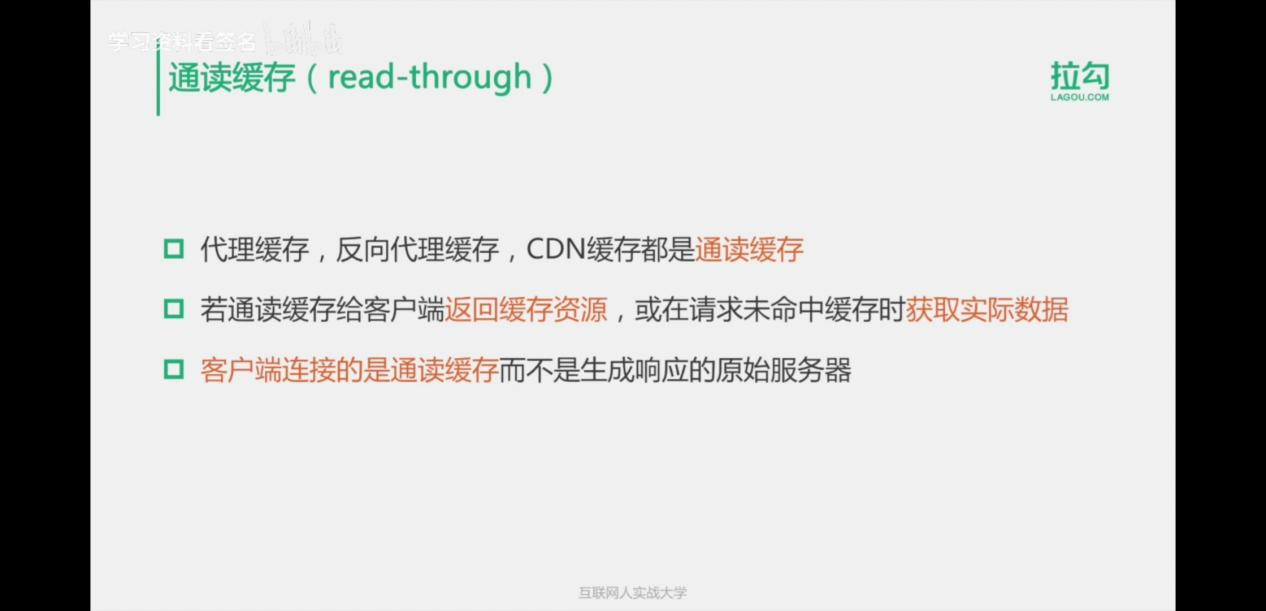 学习资料看签名
通读缓存（read-through）
拉勾
LAGOU.COM
代理缓存，反向代理缓存，CDN缓存都是通读缓存
若通读缓存给客户端返回缓存资源，或在请求未命中缓存时获取实际数据
客户端连接的是通读缓存而不是生成响应的原始服务器
互联网人实战大学